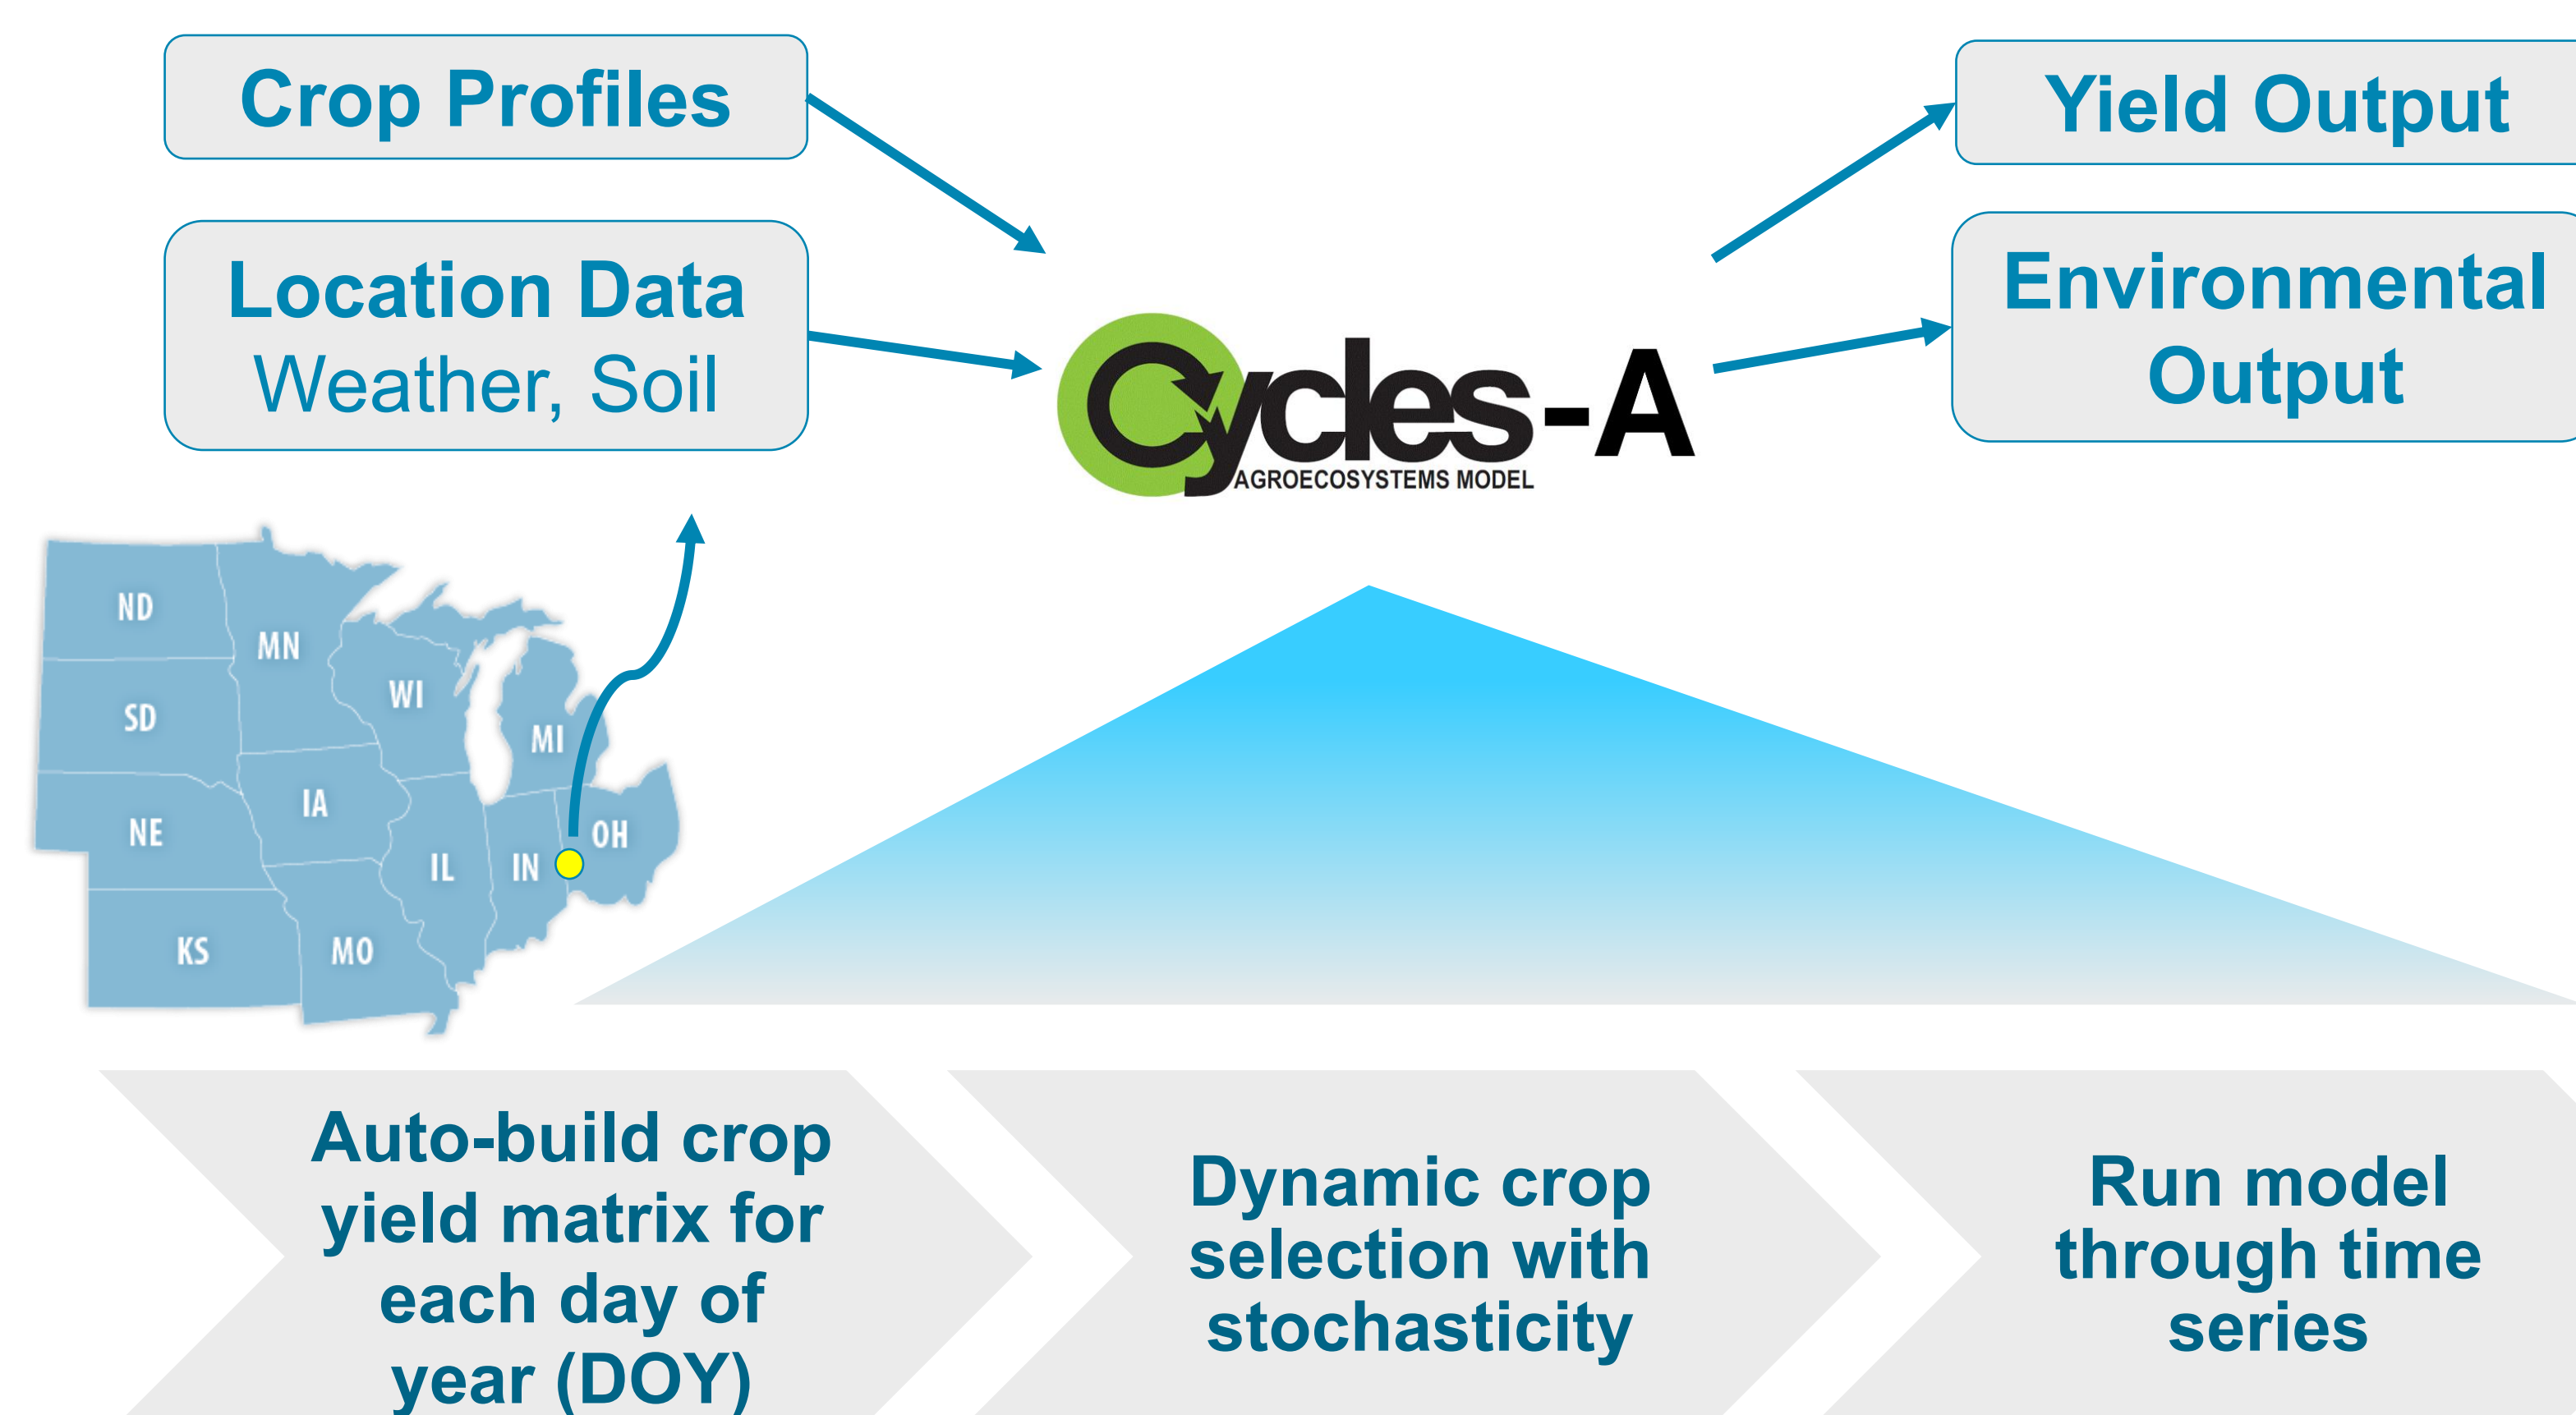 Crop Profiles
Location Data
Weather, Soil
Cycles-A
AGROECOSYSTEMS MODEL
Yield Output
Environmental
Output
ND
MN
WI
SD
MI
IA
NE
OH
IL
IN
KS
MO
Auto-build crop
yield matrix for
each day of
year (DOY)
Dynamic crop
selection with
stochasticity
Run model
through time
series